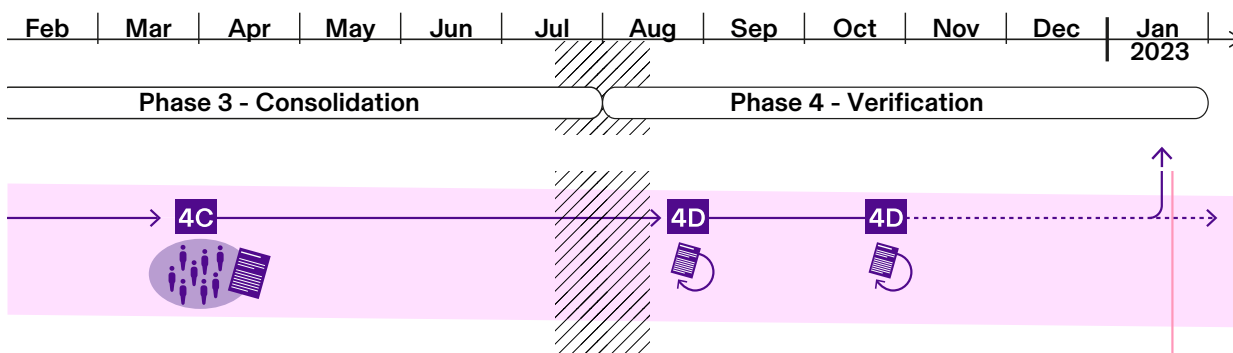 Feb Mar Apr May Jun Jul Aug Sep Oct Nov Dec Jan
2023
Phase 3 - Consolidation Phase 4 - Verification
4C 4D 4D